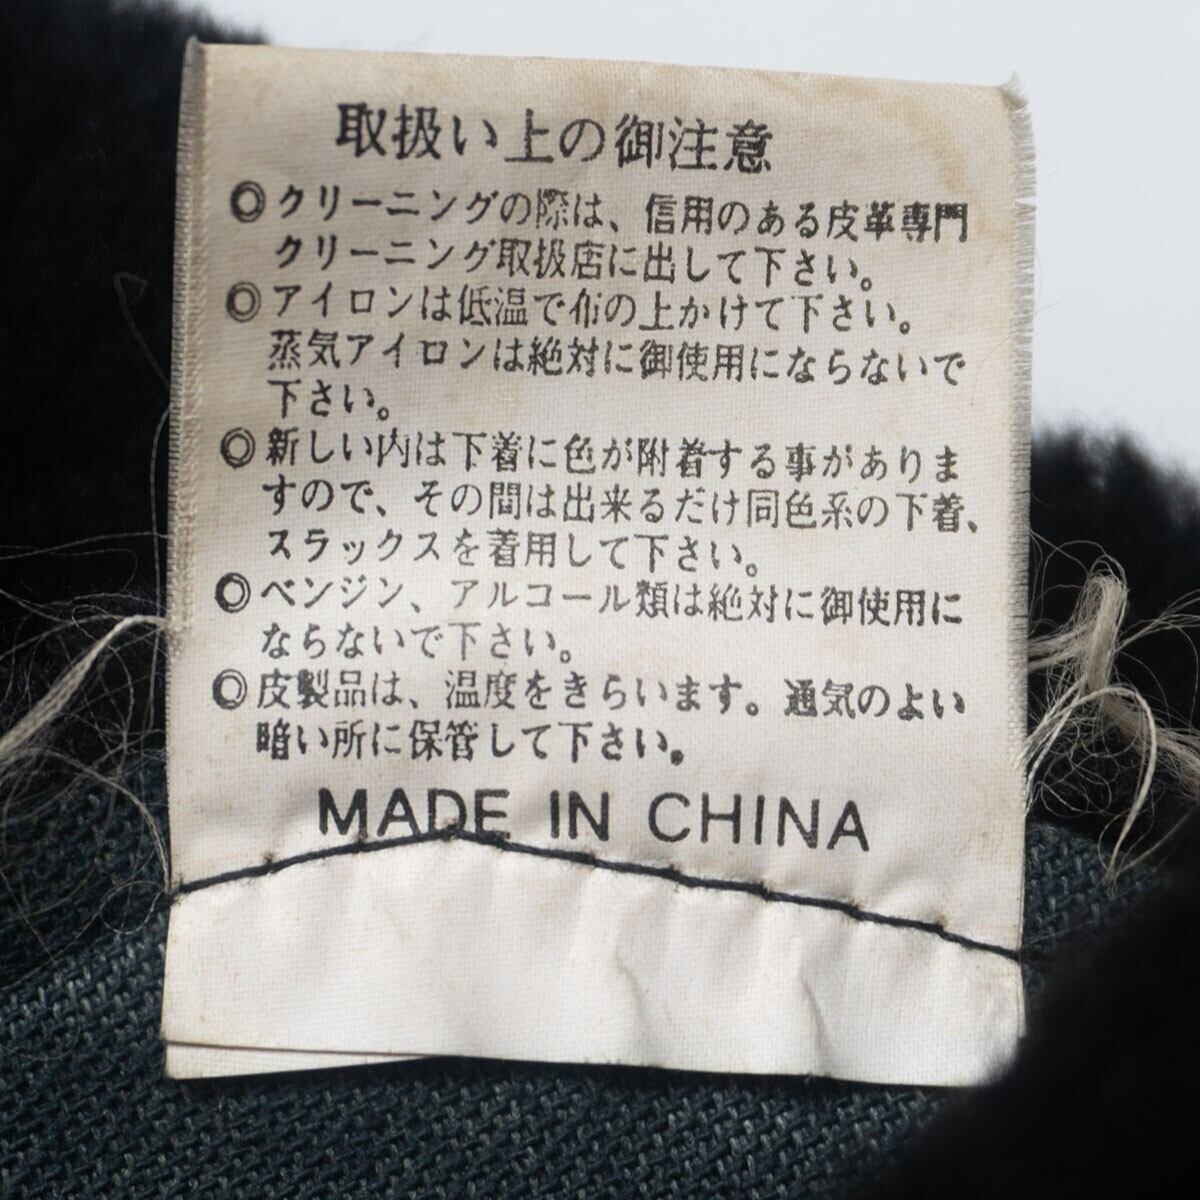 取扱い上の御注意
◎クリーニングの際は、信用のある皮革専門
クリーニング取扱店に出して下さい。
◎アイロンは低温で布の上かけて下さい。
蒸気アイロンは絶対に御使用にならないで
下さい。
◎新しい内は下着に色が附着する事がありま
すので、その間は出来るだけ同色系の下着、
スラックスを着用して下さい。
◎ベンジン、アルコール類は絶対に御使用に
ならないで下さい。
◎皮製品は、温度をきらいます。通気のよい
暗い所に保管して下さい。
MADE IN CHINA